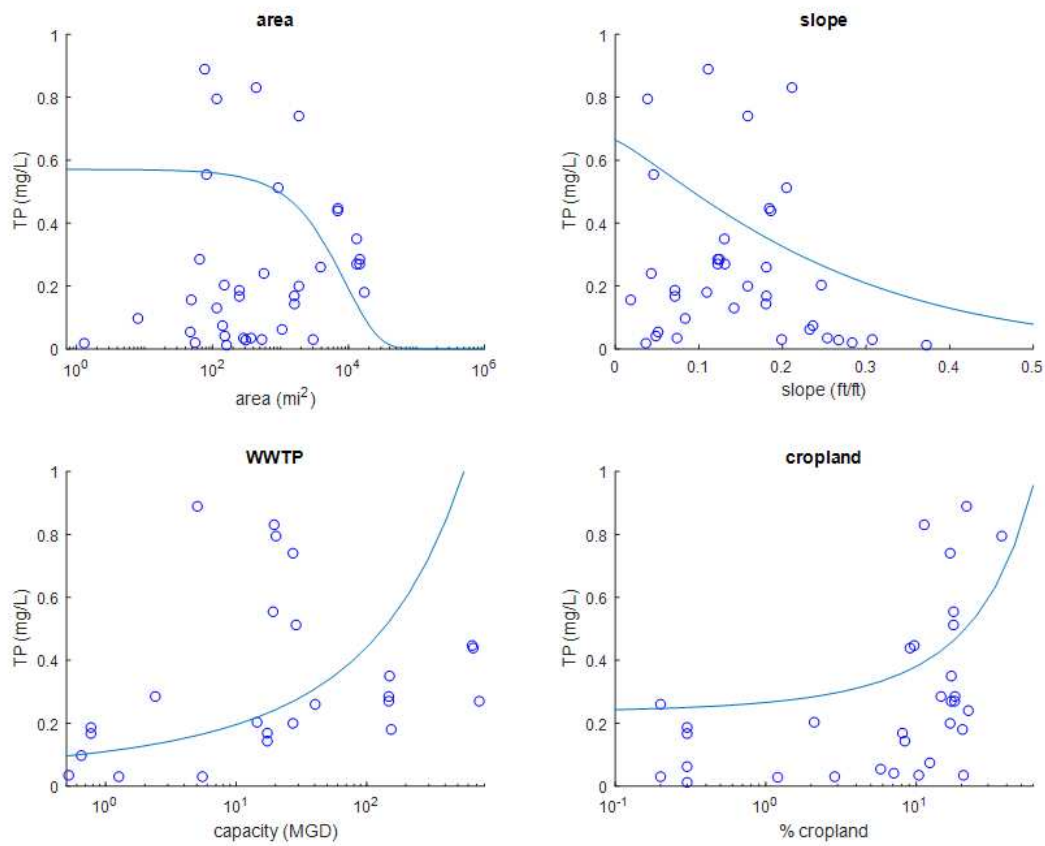 area
1
0.8
0.6
0.4
0.2
0
TP (mg/L)
10^0 10^2 10^4 10^6
area (mi^2)
slope
1
0.8
0.6
0.4
0.2
0
TP (mg/L)
0 0.1 0.2 0.3 0.4 0.5
slope (ft/ft)
WWTP
1
0.8
0.6
0.4
0.2
0
TP (mg/L)
10^0 10^1 10^2
capacity (MGD)
cropland
1
0.8
0.6
0.4
0.2
0
TP (mg/L)
10^-1 10^0 10^1
% cropland